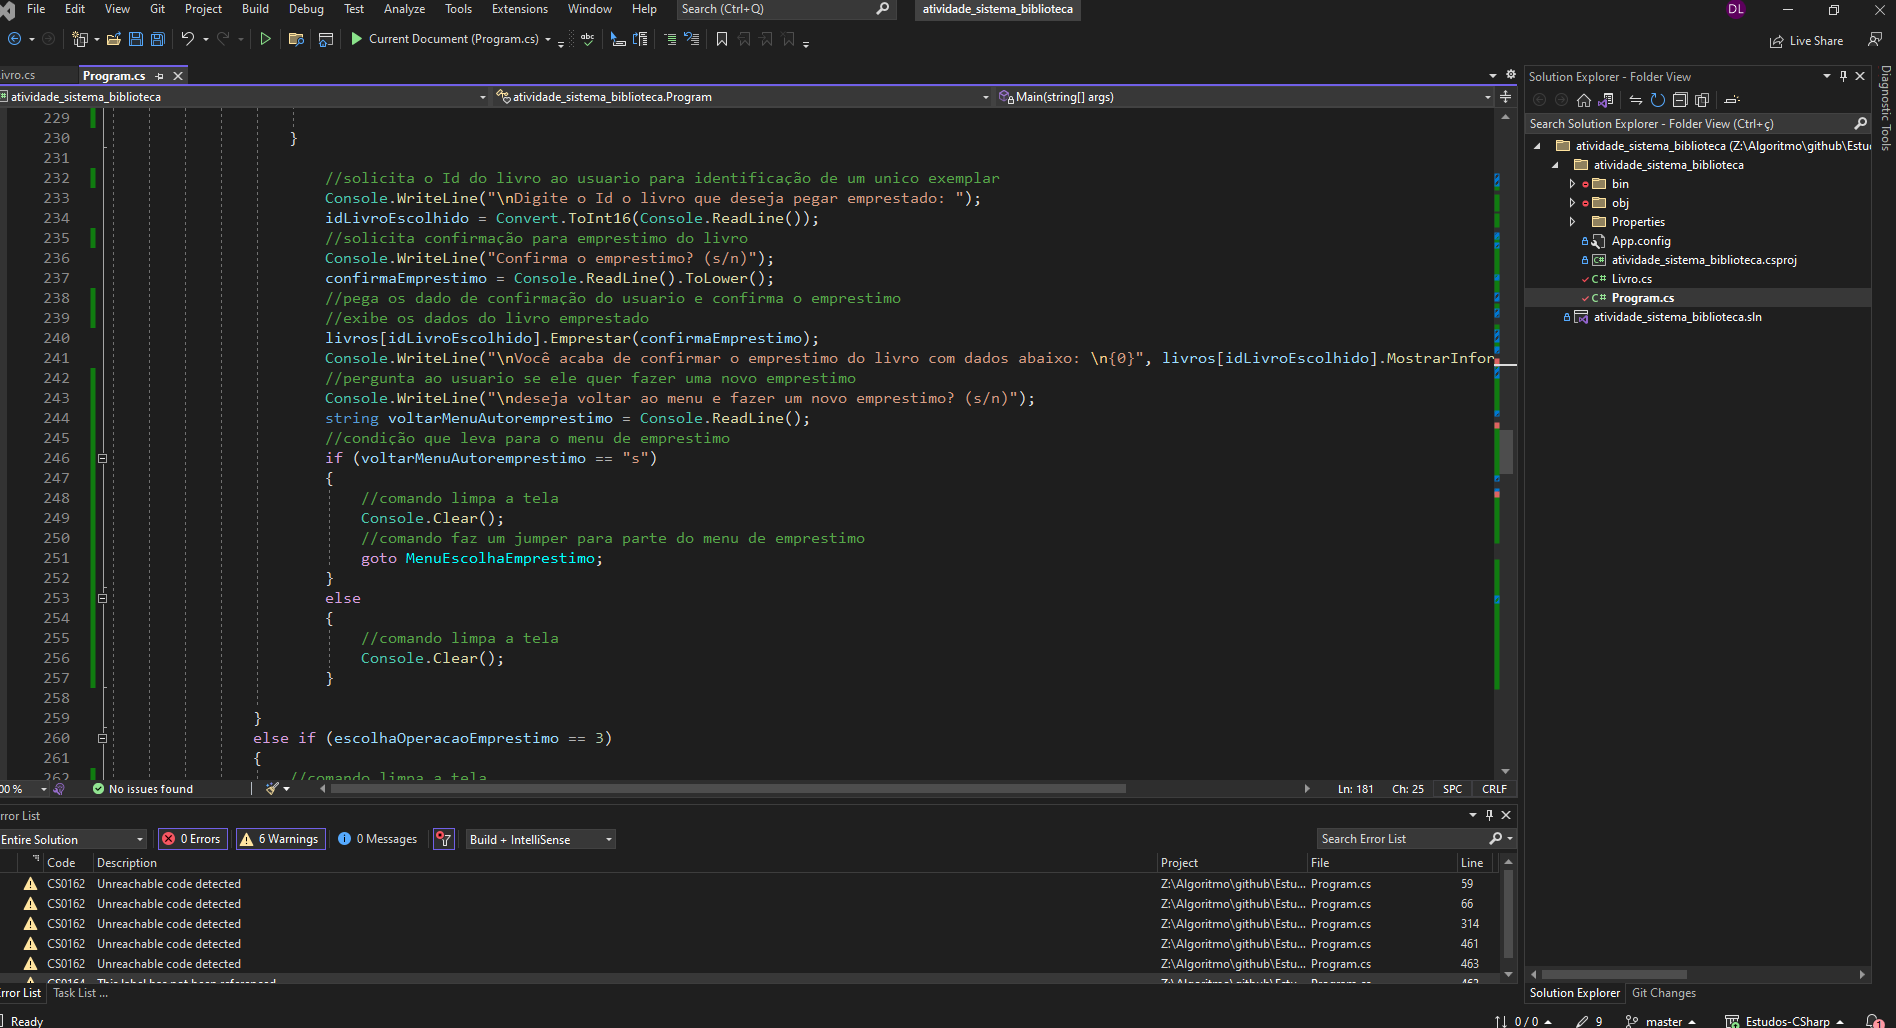 File Edit View Git Project Build Debug Test Analyze Tools Extensions Window Help Search (Ctrl+Q) atividade_sistema_biblioteca DL
Current Document (Program.cs) abc Live Share
ivro.cs Program.cs
atividade_sistema_biblioteca atividade_sistema_biblioteca.Program Main(string[] args)
229
230 }
231
232 //solicita o Id do livro ao usuario para identificação de um unico exemplar
233 Console.WriteLine("\nDigite o Id o livro que deseja pegar emprestado: ");
234 idLivroEscolhido = Convert.ToInt16(Console.ReadLine());
235 //solicita confirmação para emprestimo do livro
236 Console.WriteLine("Confirma o emprestimo? (s/n)");
237 confirmaEmprestimo = Console.ReadLine().ToLower();
238 //pega os dado de confirmação do usuario e confirma o emprestimo
239 //exibe os dados do livro emprestado
240 livros[idLivroEscolhido].Emprestar(confirmaEmprestimo);
241 Console.WriteLine("\nVocê acaba de confirmar o emprestimo do livro com dados abaixo: \n{0}", livros[idLivroEscolhido].MostrarInfor
242 //pergunta ao usuario se ele quer fazer uma novo emprestimo
243 Console.WriteLine("\ndeseja voltar ao menu e fazer um novo emprestimo? (s/n)");
244 string voltarMenuAutoremprestimo = Console.ReadLine();
245 //condição que leva para o menu de emprestimo
246 if (voltarMenuAutoremprestimo == "s")
247 {
248 //comando limpa a tela
249 Console.Clear();
250 //comando faz um jumper para parte do menu de emprestimo
251 goto MenuEscolhaEmprestimo;
252 }
253 else
254 {
255 //comando limpa a tela
256 Console.Clear();
257 }
258
259 }
260 else if (escolhaOperacaoEmprestimo == 3)
261 {
262 //comando limpa a tela
00 % No issues found Ln: 181 Ch: 25 SPC CRLF
rror List
Entire Solution 0 Errors 6 Warnings 0 Messages Build + IntelliSense Search Error List
Code Description Project File Line
CS0162 Unreachable code detected Z:\Algoritmo\github\Estu... Program.cs 59
CS0162 Unreachable code detected Z:\Algoritmo\github\Estu... Program.cs 66
CS0162 Unreachable code detected Z:\Algoritmo\github\Estu... Program.cs 314
CS0162 Unreachable code detected Z:\Algoritmo\github\Estu... Program.cs 461
CS0162 Unreachable code detected Z:\Algoritmo\github\Estu... Program.cs 463
CS0164 This label has not been referenced Z:\Algoritmo\github\Estu... Program.cs 463
rror List Task List ...
Solution Explorer - Folder View
Search Solution Explorer - Folder View (Ctrl+ç)
atividade_sistema_biblioteca (Z:\Algoritmo\github\Estu
atividade_sistema_biblioteca
bin
obj
Properties
App.config
atividade_sistema_biblioteca.csproj
Livro.cs
Program.cs
atividade_sistema_biblioteca.sln
Solution Explorer Git Changes
Diagnostic Tools
Ready 0 / 0 9 master Estudos-CSharp 1